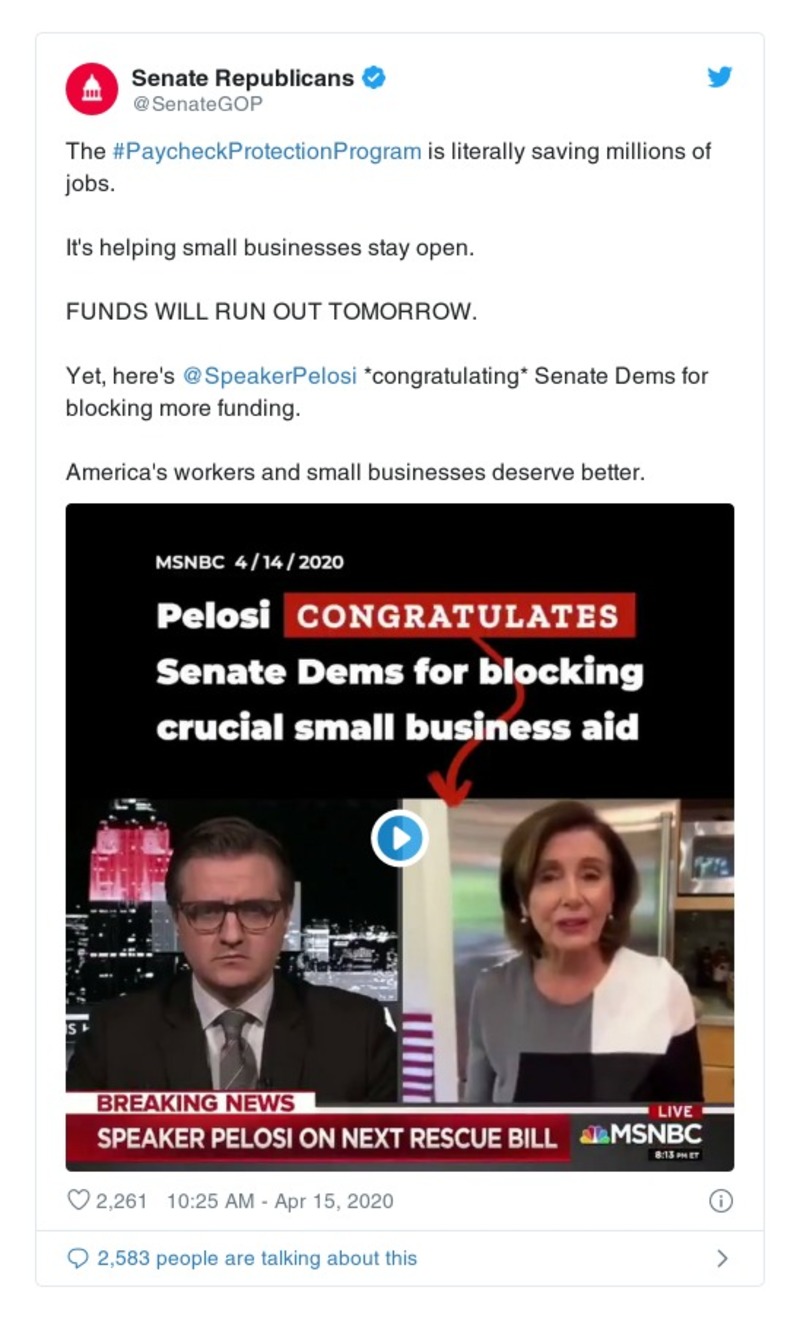 Senate Republicans
@SenateGOP
The #PaycheckProtectionProgram is literally saving millions of
jobs.
It's helping small businesses stay open.
FUNDS WILL RUN OUT TOMORROW.
Yet, here's @SpeakerPelosi *congratulating* Senate Dems for
blocking more funding.
America's workers and small businesses deserve better.
MSNBC 4/14/2020
Pelosi CONGRATULATES
Senate Dems for blocking
crucial small business aid
BREAKING NEWS
SPEAKER PELOSI ON NEXT RESCUE BILL
LIVE
MSNBC
8:13 PM ET
2,261 10:25 AM - Apr 15, 2020
2,583 people are talking about this